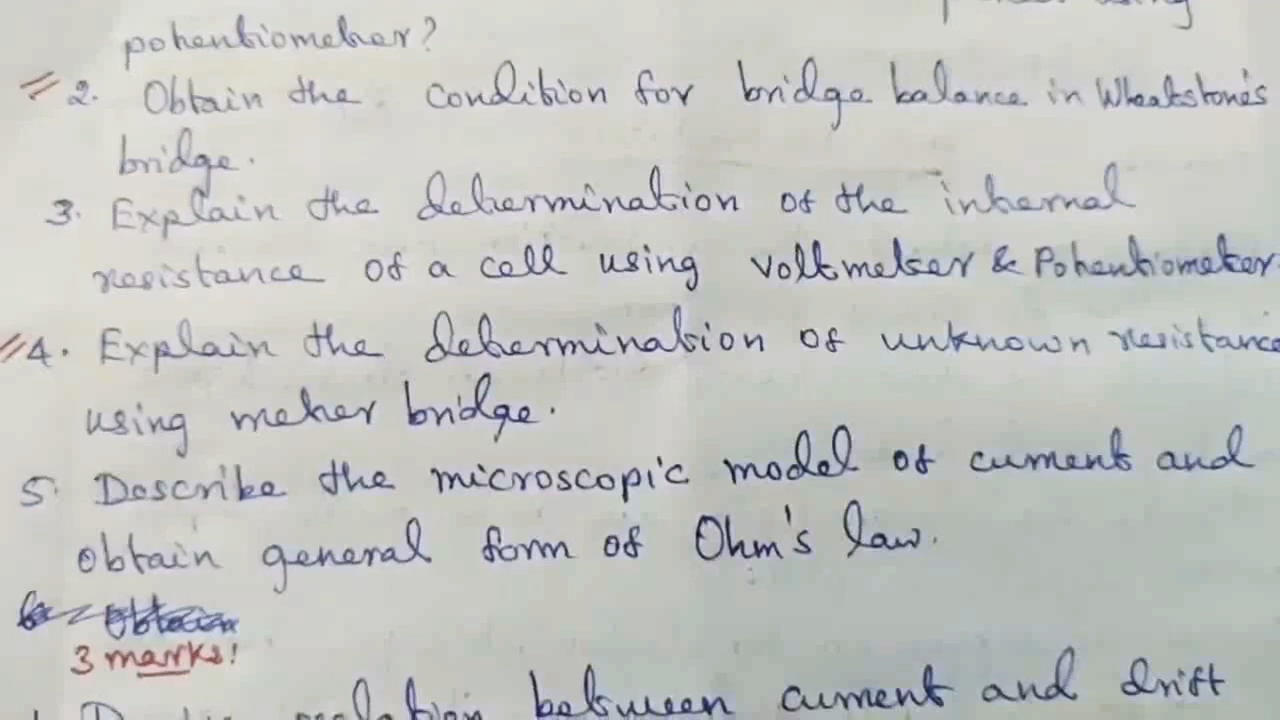 using
potentiometer?
2. Obtain the condition for bridge balance in Wheatstone's
bridge.
3. Explain the determination of the internal
resistance of a cell using voltmeter & Potentiometer.
4. Explain the determination of unknown resistance
using meter bridge.
5. Describe the microscopic model of current and
obtain general form of Ohm's law.
3 marks!
relation between current and drift